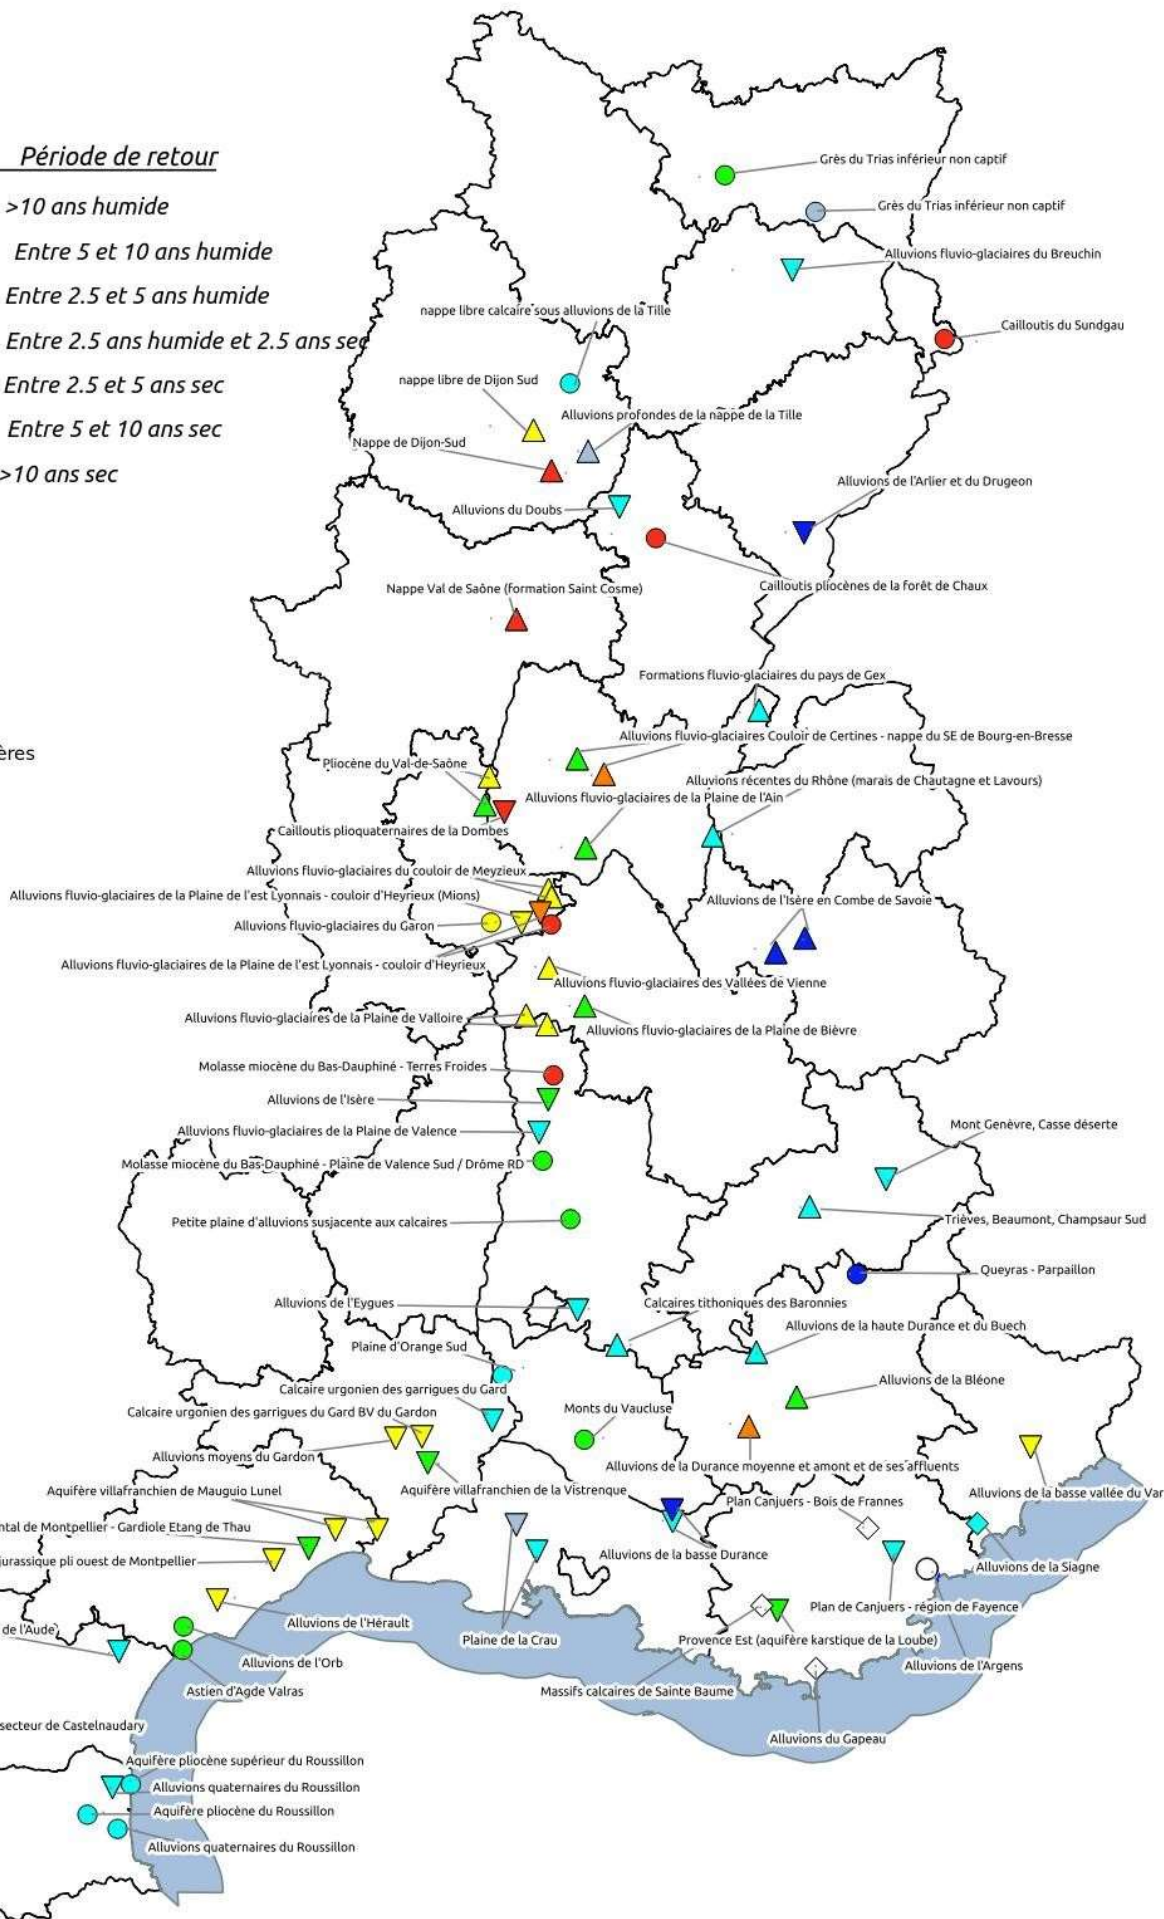 Période de retour
>10 ans humide
Entre 5 et 10 ans humide
Entre 2.5 et 5 ans humide
Entre 2.5 ans humide et 2.5 ans sec
Entre 2.5 et 5 ans sec
Entre 5 et 10 ans sec
>10 ans sec
ères
Grès du Trias inférieur non captif
Grès du Trias inférieur non captif
Alluvions fluvio-glaciaires du Breuchin
nappe libre calcaire sous alluvions de la Tille
Cailloutis du Sundgau
nappe libre de Dijon Sud
Alluvions profondes de la nappe de la Tille
Nappe de Dijon-Sud
Alluvions de l'Arlier et du Drugeon
Alluvions du Doubs
Cailloutis pliocènes de la forêt de Chaux
Nappe Val de Saône (formation Saint Cosme)
Formations fluvio-glaciaires du pays de Gex
Alluvions fluvio-glaciaires Couloir de Certines - nappe du SE de Bourg-en-Bresse
Pliocène du Val-de-Saône
Alluvions récentes du Rhône (marais de Chautagne et Lavours)
Alluvions fluvio-glaciaires de la Plaine de l'Ain
Cailloutis plioquaternaires de la Dombes
Alluvions fluvio-glaciaires du couloir de Meyzieux
Alluvions fluvio-glaciaires de la Plaine de l'est Lyonnais - couloir d'Heyrieux (Mions)
Alluvions de l'Isère en Combe de Savoie
Alluvions fluvio-glaciaires du Garon
Alluvions fluvio-glaciaires de la Plaine de l'est Lyonnais - couloir d'Heyrieux
Alluvions fluvio-glaciaires des Vallées de Vienne
Alluvions fluvio-glaciaires de la Plaine de Valloire
Alluvions fluvio-glaciaires de la Plaine de Bièvre
Molasse miocène du Bas-Dauphiné - Terres Froides
Alluvions de l'Isère
Mont Genèvre, Casse déserte
Alluvions fluvio-glaciaires de la Plaine de Valence
Molasse miocène du Bas-Dauphiné - Plaine de Valence Sud / Drôme RD
Petite plaine d'alluvions susjacente aux calcaires
Trièves, Beaumont, Champsaur Sud
Queyras - Parpaillon
Alluvions de l'Eygues
Calcaires tithoniques des Baronnies
Alluvions de la haute Durance et du Buech
Plaine d'Orange Sud
Alluvions de la Bléone
Calcaire urgonien des garrigues du Gard
Monts du Vaucluse
Calcaire urgonien des garrigues du Gard BV du Gardon
Alluvions moyens du Gardon
Alluvions de la Durance moyenne et amont et de ses affluents
Aquifère villafranchien de Mauguio Lunel
Aquifère villafranchien de la Vistrenque
Alluvions de la basse vallée du Var
Plan Canjuers - Bois de Frannes
ntal de Montpellier - Gardiole Etang de Thau
Alluvions de la basse Durance
jurassique pli ouest de Montpellier
Alluvions de la Siagne
Plan de Canjuers - région de Fayence
Alluvions de l'Hérault
de l'Aude)
Plaine de la Crau
Provence Est (aquifère karstique de la Loube)
Alluvions de l'Orb
Alluvions de l'Argens
Astien d'Agde Valras
Massifs calcaires de Sainte Baume
secteur de Castelnaudary
Alluvions du Gapeau
Aquifère pliocène supérieur du Roussillon
Alluvions quaternaires du Roussillon
Aquifère pliocène du Roussillon
Alluvions quaternaires du Roussillon